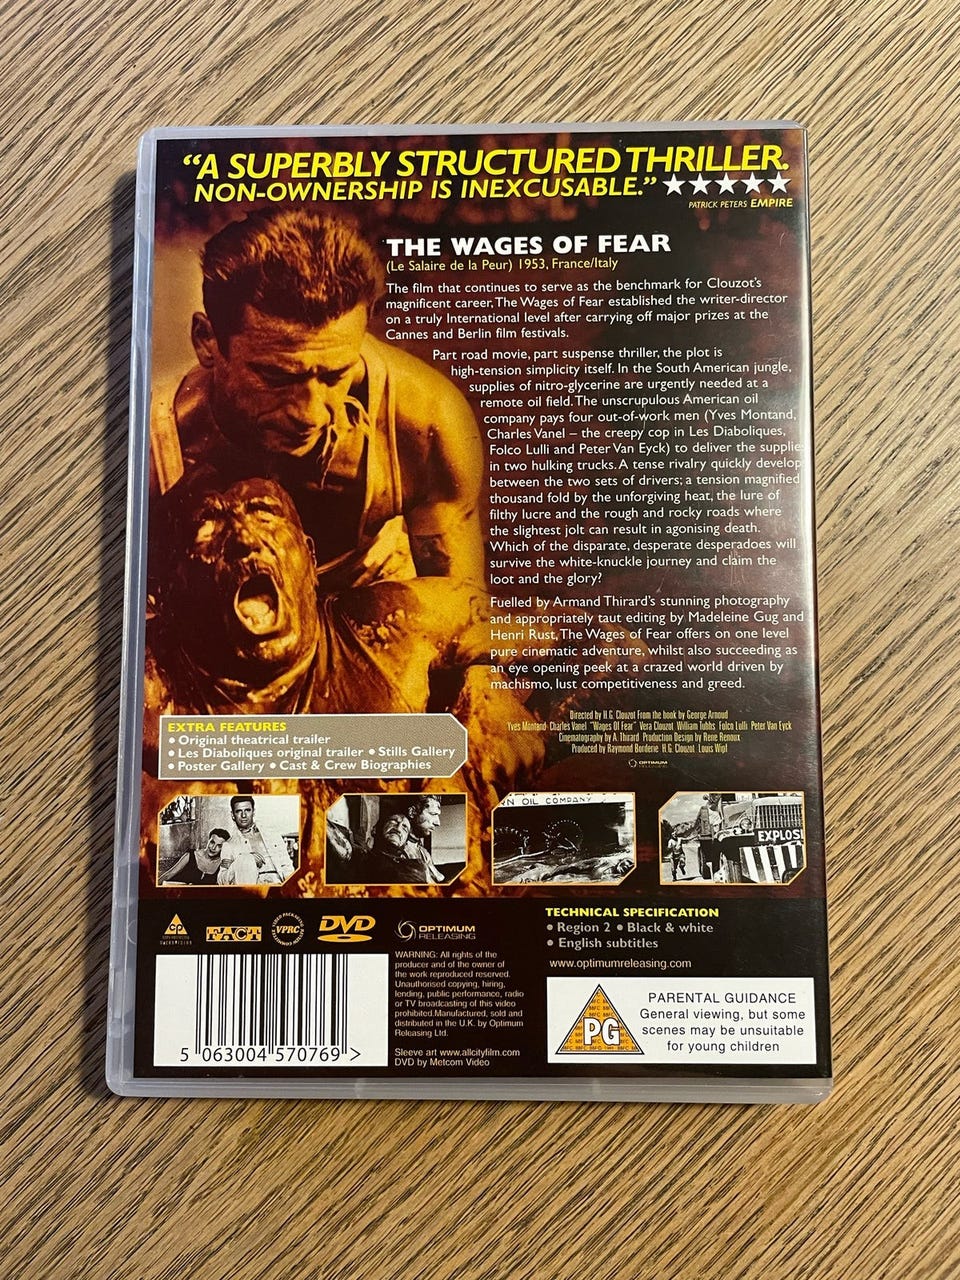 “A SUPERBLY STRUCTURED THRILLER.
NON-OWNERSHIP IS INEXCUSABLE.” ★★★★★
PATRICK PETERS EMPIRE
THE WAGES OF FEAR
(Le Salaire de la Peur) 1953, France/Italy
The film that continues to serve as the benchmark for Clouzot's
magnificent career, The Wages of Fear established the writer-director
on a truly International level after carrying off major prizes at the
Cannes and Berlin film festivals.
Part road movie, part suspense thriller, the plot is
high-tension simplicity itself. In the South American jungle,
supplies of nitro-glycerine are urgently needed at a
remote oil field. The unscrupulous American oil
company pays four out-of-work men (Yves Montand,
Charles Vanel – the creepy cop in Les Diaboliques,
Folco Lulli and Peter Van Eyck) to deliver the supplie
in two hulking trucks. A tense rivalry quickly develop
between the two sets of drivers; a tension magnified
thousand fold by the unforgiving heat, the lure of
filthy lucre and the rough and rocky roads where
the slightest jolt can result in agonising death.
Which of the disparate, desperate desperadoes will
survive the white-knuckle journey and claim the
loot and the glory?
Fuelled by Armand Thirard's stunning photography
and appropriately taut editing by Madeleine Gug and
Henri Rust, The Wages of Fear offers on one level
pure cinematic adventure, whilst also succeeding as
an eye opening peek at a crazed world driven by
machismo, lust competitiveness and greed.
Directed by H.G. Clouzot From the book by George Arnoud
Yves Montand Charles Vanel "Wages Of Fear" Vera Clouzot William Tubbs Folco Lulli Peter Van Eyck
Cinematography by A. Thirard Production Design by Rene Renoux
Produced by Raymond Borderie H.G. Clouzot Louis Wipf
OPTIMUM
RELEASING
EXTRA FEATURES
• Original theatrical trailer
• Les Diaboliques original trailer • Stills Gallery
• Poster Gallery • Cast & Crew Biographies
RN OIL COMPANY
EXPLOSI
FACT
VPRC
DVD
VIDEO
OPTIMUM
RELEASING
TECHNICAL SPECIFICATION
• Region 2 • Black & white
• English subtitles
www.optimumreleasing.com
WARNING: All rights of the
producer and of the owner of
the work reproduced reserved.
Unauthorised copying, hiring,
lending, public performance, radio
or TV broadcasting of this video
prohibited.Manufactured, sold and
distributed in the U.K. by Optimum
Releasing Ltd.
Sleeve art www.allcityfilm.com
DVD by Metcom Video
5 063004 570769 >
PG
PARENTAL GUIDANCE
General viewing, but some
scenes may be unsuitable
for young children